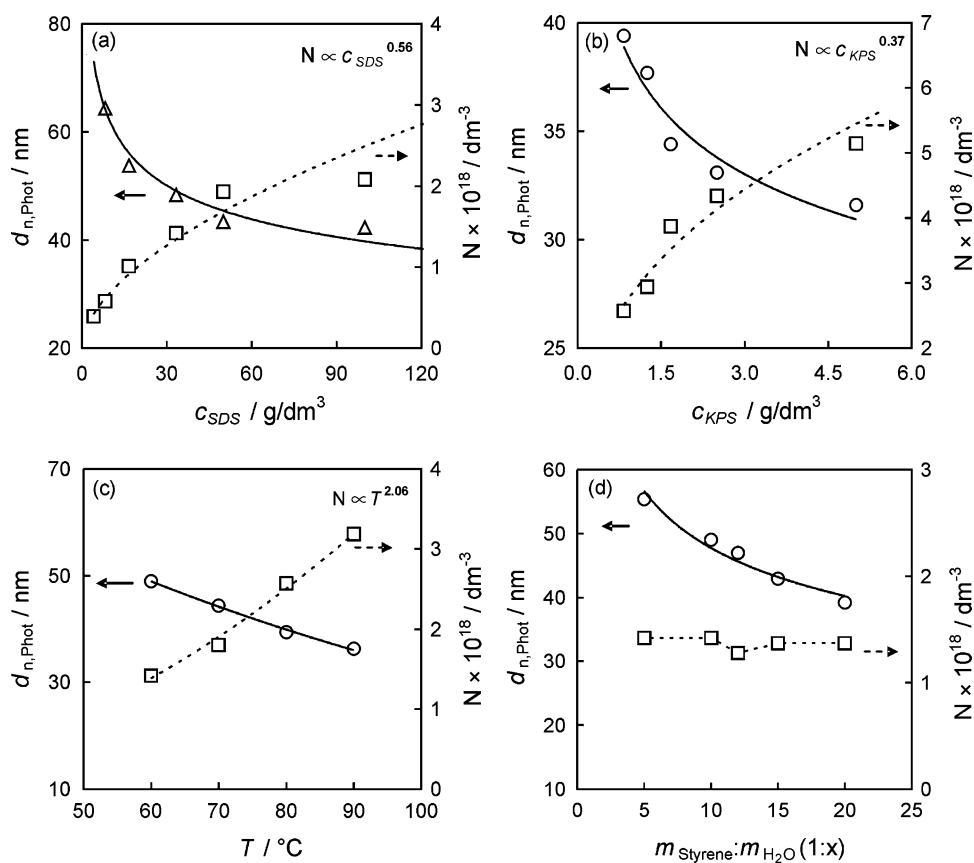 (a)
N ∝ c_SDS^0.56
80
60
40
20
d_n,Phot / nm
4
3
2
1
0
N × 10^18 / dm^-3
0 20 40 60 80 100 120
c_SDS / g/dm^3
(b)
N ∝ c_KPS^0.37
40
35
30
25
d_n,Phot / nm
7
6
5
4
3
2
N × 10^18 / dm^-3
0.0 1.5 3.0 4.5 6.0
c_KPS / g/dm^3
(c)
N ∝ T^2.06
70
50
30
10
d_n,Phot / nm
4
3
2
1
0
N × 10^18 / dm^-3
50 60 70 80 90 100
T / °C
(d)
60
50
40
30
20
10
d_n,Phot / nm
3
2
1
0
N × 10^18 / dm^-3
0 5 10 15 20 25
m_Styrene:m_H2O (1:x)